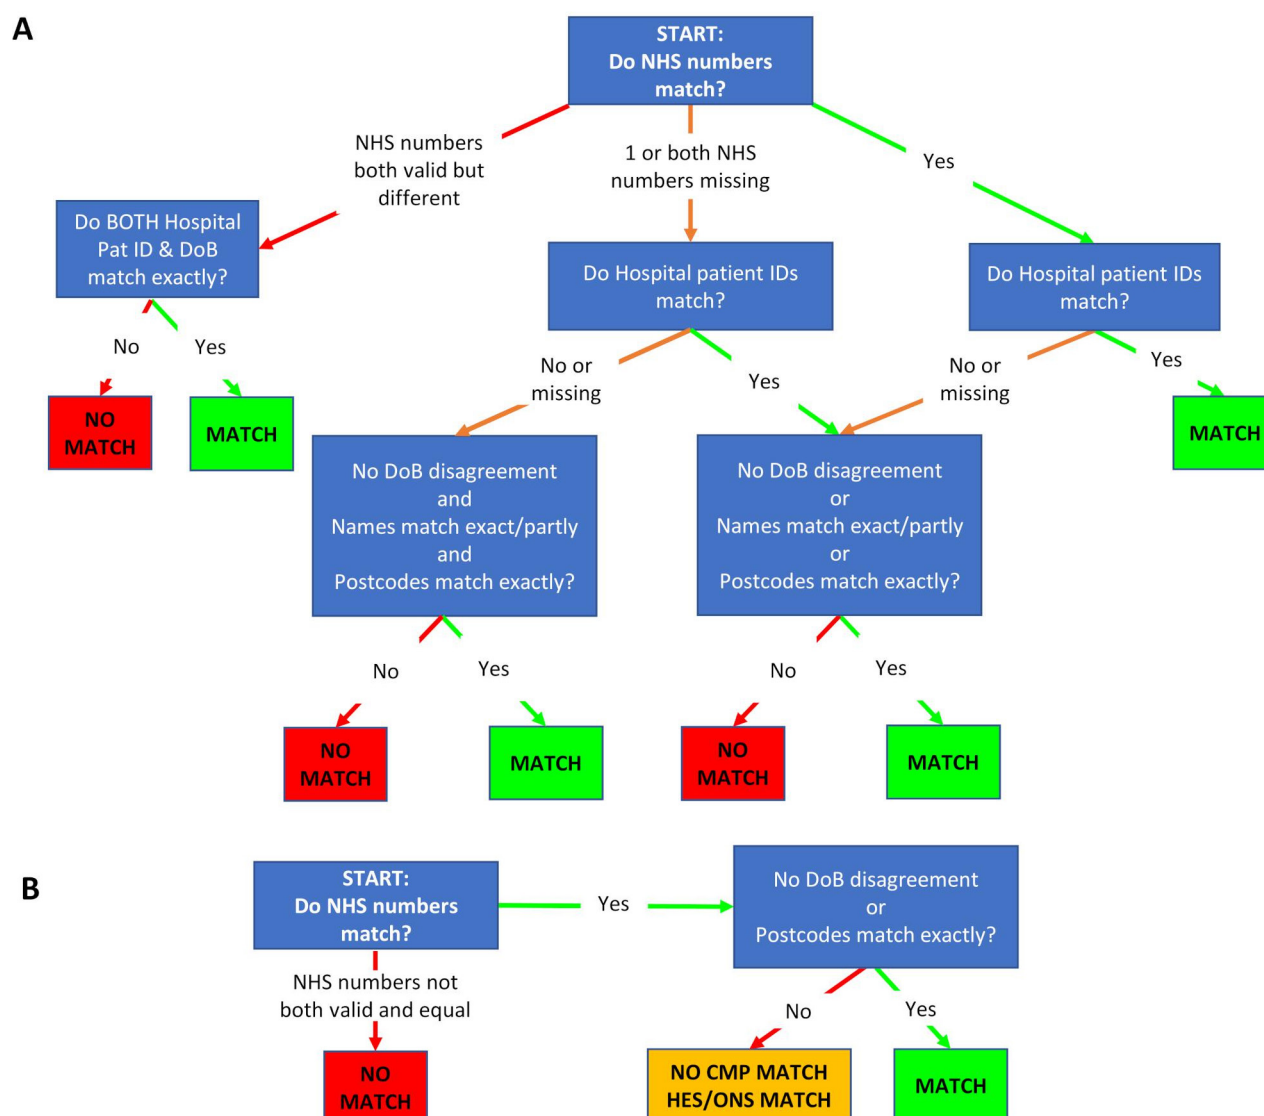 A
START:
Do NHS numbers
match?
NHS numbers
both valid but
different
1 or both NHS
numbers missing
Yes
Do BOTH Hospital
Pat ID & DoB
match exactly?
Do Hospital patient IDs
match?
Do Hospital patient IDs
match?
No
Yes
No or
missing
Yes
No or
missing
Yes
NO
MATCH
MATCH
MATCH
No DoB disagreement
and
Names match exact/partly
and
Postcodes match exactly?
No DoB disagreement
or
Names match exact/partly
or
Postcodes match exactly?
No
Yes
No
Yes
NO
MATCH
MATCH
NO
MATCH
MATCH
B
START:
Do NHS numbers
match?
Yes
No DoB disagreement
or
Postcodes match exactly?
NHS numbers not
both valid and equal
No
Yes
NO
MATCH
NO CMP MATCH
HES/ONS MATCH
MATCH